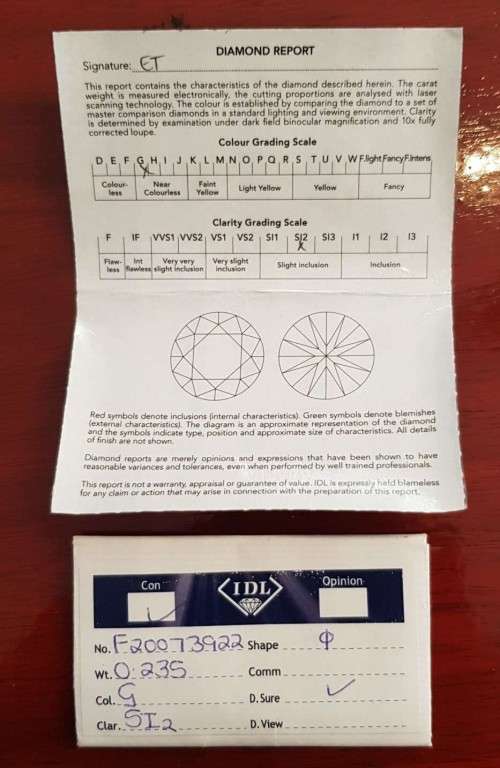 DIAMOND REPORT
Signature: ET
This report contains the characteristics of the diamond described herein. The carat
weight is measured electronically, the cutting proportions are analysed with laser
scanning technology. The colour is established by comparing the diamond to a set of
master comparison diamonds in a standard lighting and viewing environment. Clarity
is determined by examination under dark field binocular magnification and 10x fully
corrected loupe.
Colour Grading Scale
D E F G H I J K L M N O P Q R S T U V W F.light Fancy F.Intens
Colour-less Near Colourless Faint Yellow Light Yellow Yellow Fancy
Clarity Grading Scale
F IF VVS1 VVS2 VS1 VS2 SI1 SI2 SI3 I1 I2 I3
Flaw-less Int flawless Very very slight inclusion Very slight inclusion Slight inclusion Inclusion
Red symbols denote inclusions (internal characteristics). Green symbols denote blemishes
(external characteristics). The diagram is an approximate representation of the diamond
and the symbols indicate type, position and approximate size of characteristics. All details
of finish are not shown.
Diamond reports are merely opinions and expressions that have been shown to have
reasonable variances and tolerances, even when performed by well trained professionals.
This report is not a warranty, appraisal or guarantee of value. IDL is expressly held blameless
for any claim or action that may arise in connection with the preparation of this report.
Con IDL Opinion
No. F20073922 Shape
Wt. 0.235 Comm
Col. G D.Sure ✓
Clar. SI2 D.View